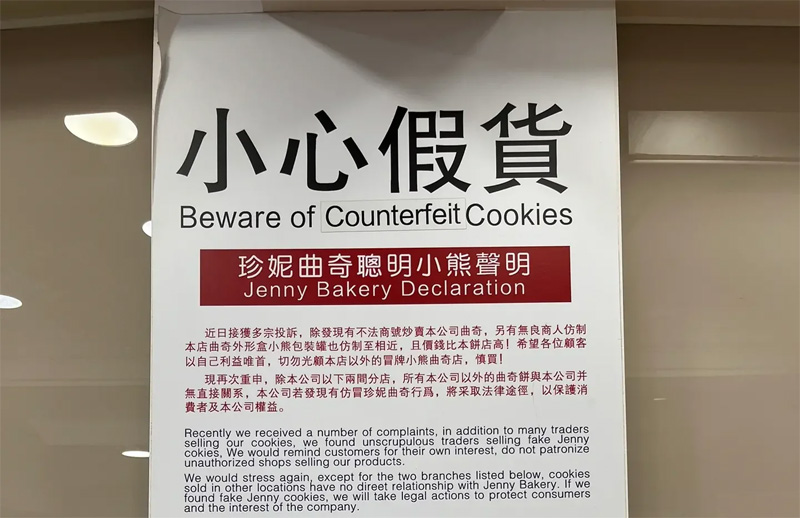 小心假貨
Beware of Counterfeit Cookies
珍妮曲奇聰明小熊聲明
Jenny Bakery Declaration
近日接獲多宗投訴，除發現有不法商號炒賣本公司曲奇，另有無良商人仿制
本店曲奇外形盒小熊包裝罐也仿制至相近，且價錢比本餅店高！希望各位顧客
以自己利益唯首，切勿光顧本店以外的冒牌小熊曲奇店，慎買！
現再次重申，除本公司以下兩間分店，所有本公司以外的曲奇餅與本公司并
無直接關系，本公司若發現有仿冒珍妮曲奇行爲，將采取法律途徑，以保護消
費者及本公司權益。
Recently we received a number of complaints, in addition to many traders
selling our cookies, we found unscrupulous traders selling fake Jenny
cokies, We would remind customers for their own interest, do not patronize
unauthorized shops selling our products.
We would stress again, except for the two branches listed below, cookies
sold in other locations have no direct relationship with Jenny Bakery. If we
found fake Jenny cookies, we will take legal actions to protect consumers
and the interest of the company.